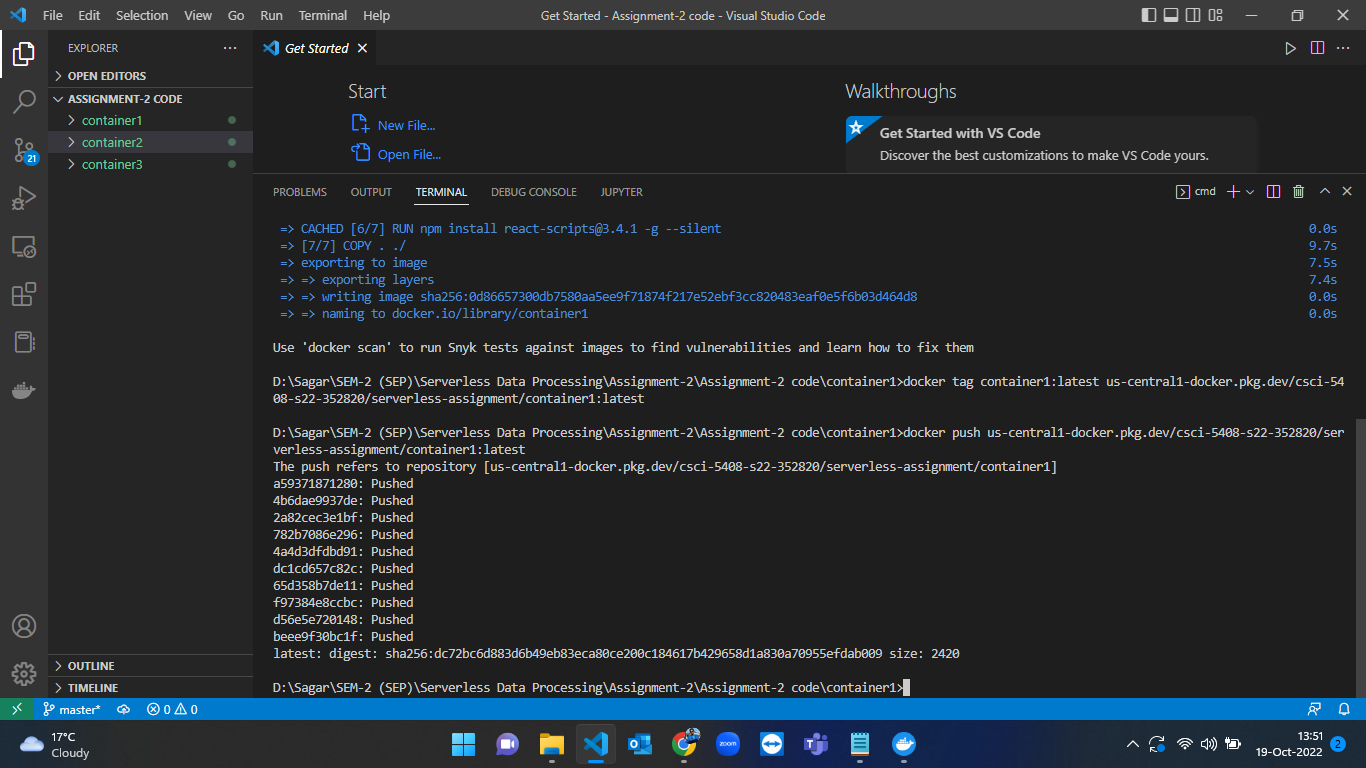 File Edit Selection View Go Run Terminal Help
Get Started - Assignment-2 code - Visual Studio Code
EXPLORER
OPEN EDITORS
ASSIGNMENT-2 CODE
container1
container2
container3
21
OUTLINE
TIMELINE
Get Started
Start
New File...
Open File...
Walkthroughs
Get Started with VS Code
Discover the best customizations to make VS Code yours.
PROBLEMS OUTPUT TERMINAL DEBUG CONSOLE JUPYTER
cmd
=> CACHED [6/7] RUN npm install react-scripts@3.4.1 -g --silent 0.0s
=> [7/7] COPY . ./ 9.7s
=> exporting to image 7.5s
=> => exporting layers 7.4s
=> => writing image sha256:0d86657300db7580aa5ee9f71874f217e52ebf3cc820483eaf0e5f6b03d464d8 0.0s
=> => naming to docker.io/library/container1 0.0s
Use 'docker scan' to run Snyk tests against images to find vulnerabilities and learn how to fix them
D:\Sagar\SEM-2 (SEP)\Serverless Data Processing\Assignment-2\Assignment-2 code\container1>docker tag container1:latest us-central1-docker.pkg.dev/csci-54
08-s22-352820/serverless-assignment/container1:latest
D:\Sagar\SEM-2 (SEP)\Serverless Data Processing\Assignment-2\Assignment-2 code\container1>docker push us-central1-docker.pkg.dev/csci-5408-s22-352820/ser
verless-assignment/container1:latest
The push refers to repository [us-central1-docker.pkg.dev/csci-5408-s22-352820/serverless-assignment/container1]
a59371871280: Pushed
4b6dae9937de: Pushed
2a82cec3e1bf: Pushed
782b7086e296: Pushed
4a4d3dfdbd91: Pushed
dc1cd657c82c: Pushed
65d358b7de11: Pushed
f97384e8ccbc: Pushed
d56e5e720148: Pushed
beee9f30bc1f: Pushed
latest: digest: sha256:dc72bc6d883d6b49eb83eca80ce200c184617b429658d1a830a70955efdab009 size: 2420
D:\Sagar\SEM-2 (SEP)\Serverless Data Processing\Assignment-2\Assignment-2 code\container1>
master* 0 0
17°C
Cloudy
zoom
13:51
19-Oct-2022
2